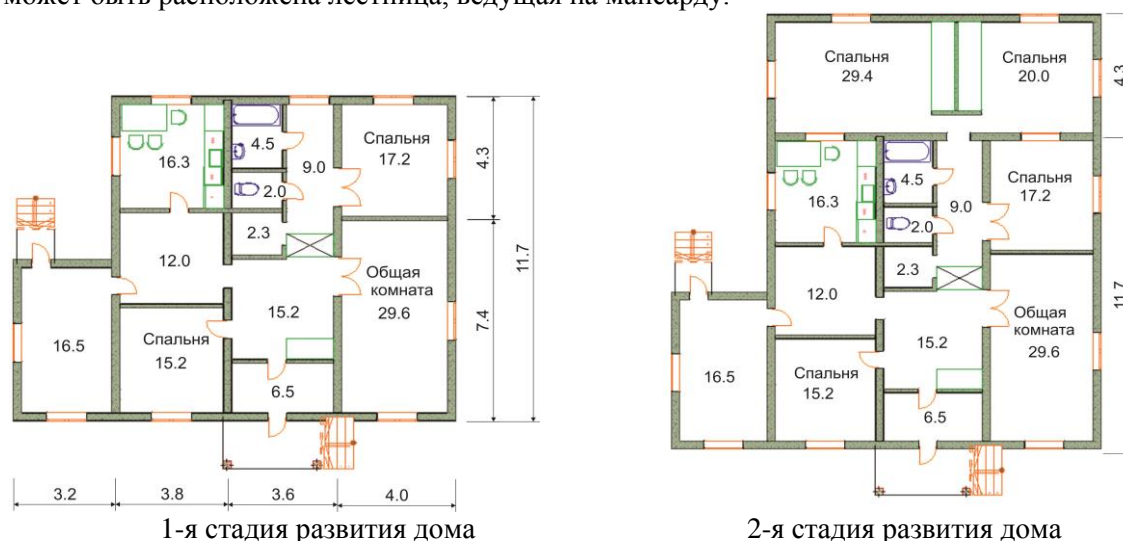 может быть расположена лестница, ведущая на мансарду.
16.3
4.5
2.0
9.0
Спальня
17.2
2.3
12.0
15.2
Общая
комната
29.6
16.5
Спальня
15.2
6.5
4.3
7.4
11.7
3.2
3.8
3.6
4.0
1-я стадия развития дома
Спальня
29.4
Спальня
20.0
16.3
4.5
2.0
9.0
Спальня
17.2
2.3
12.0
15.2
Общая
комната
29.6
16.5
Спальня
15.2
6.5
4.3
11.7
2-я стадия развития дома